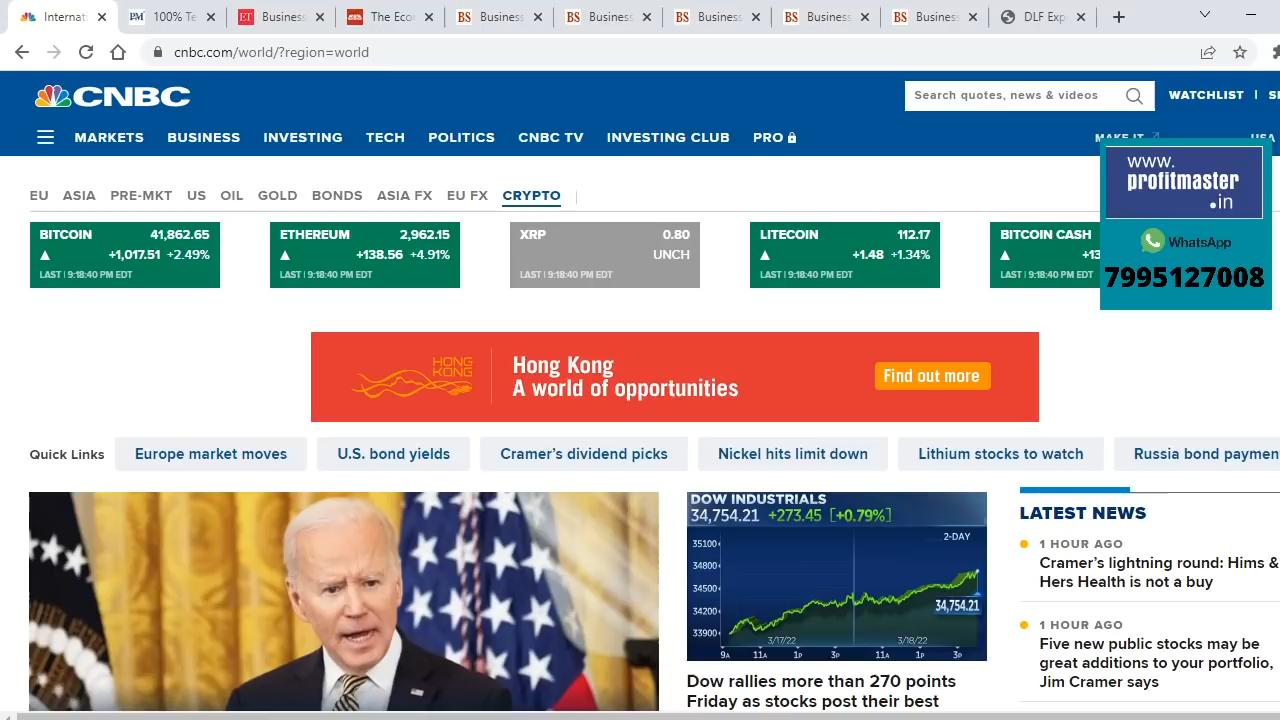 Internat
100% Te
Business
The Econ
Business
Business
Business
Business
Business
DLF Exp
cnbc.com/world/?region=world
CNBC
Search quotes, news & videos
WATCHLIST
MARKETS BUSINESS INVESTING TECH POLITICS CNBC TV INVESTING CLUB PRO
MAKE IT
USA
www.
profitmaster
.in
WhatsApp
7995127008
EU ASIA PRE-MKT US OIL GOLD BONDS ASIA FX EU FX CRYPTO
BITCOIN 41,862.65
+1,017.51 +2.49%
LAST | 9:18:40 PM EDT
ETHEREUM 2,962.15
+138.56 +4.91%
LAST | 9:18:40 PM EDT
XRP 0.80
UNCH
LAST | 9:18:40 PM EDT
LITECOIN 112.17
+1.48 +1.34%
LAST | 9:18:40 PM EDT
BITCOIN CASH
+13
LAST | 9:18:40 PM EDT
HONG
KONG
Hong Kong
A world of opportunities
Find out more
Quick Links
Europe market moves
U.S. bond yields
Cramer's dividend picks
Nickel hits limit down
Lithium stocks to watch
Russia bond paymen
DOW INDUSTRIALS
34,754.21 +273.45 [+0.79%]
2-DAY
35100
34800
34500
34200
33900
34,754.21
3/17/22
3/18/22
9A 11A 1P 3P 11A 1P 3P
Dow rallies more than 270 points
Friday as stocks post their best
LATEST NEWS
1 HOUR AGO
Cramer's lightning round: Hims &
Hers Health is not a buy
1 HOUR AGO
Five new public stocks may be
great additions to your portfolio,
Jim Cramer says